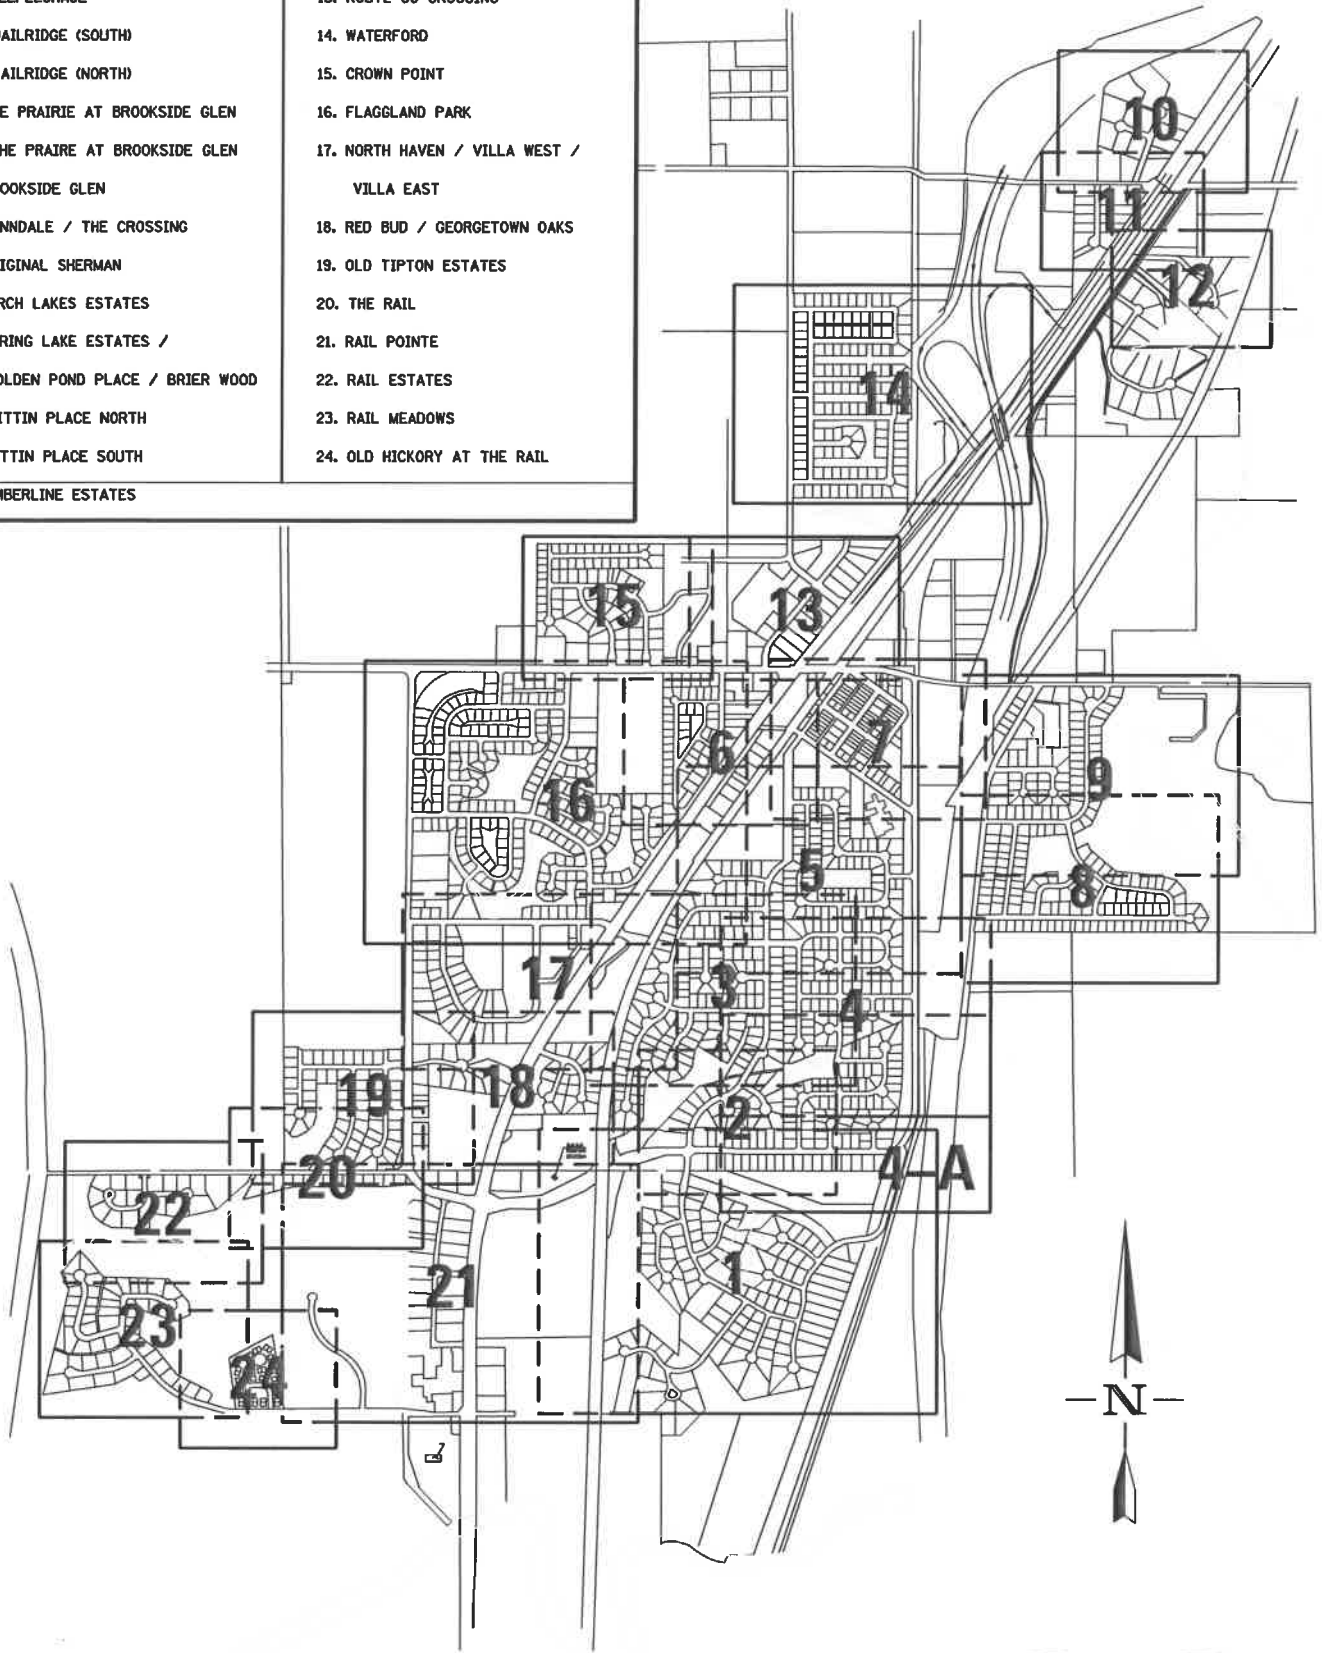 AILRIDGE (SOUTH)
AILRIDGE (NORTH)
E PRAIRIE AT BROOKSIDE GLEN
HE PRAIRE AT BROOKSIDE GLEN
OOKSIDE GLEN
NNDALE / THE CROSSING
IGINAL SHERMAN
RCH LAKES ESTATES
RING LAKE ESTATES /
OLDEN POND PLACE / BRIER WOOD
ITTIN PLACE NORTH
TTIN PLACE SOUTH
MBERLINE ESTATES
14. WATERFORD
15. CROWN POINT
16. FLAGGLAND PARK
17. NORTH HAVEN / VILLA WEST /
VILLA EAST
18. RED BUD / GEORGETOWN OAKS
19. OLD TIPTON ESTATES
20. THE RAIL
21. RAIL POINTE
22. RAIL ESTATES
23. RAIL MEADOWS
24. OLD HICKORY AT THE RAIL
10
11
12
14
15
13
6
7
16
9
5
8
17
3
4
19
18
2
20
4-A
22
1
21
23
24
N
7